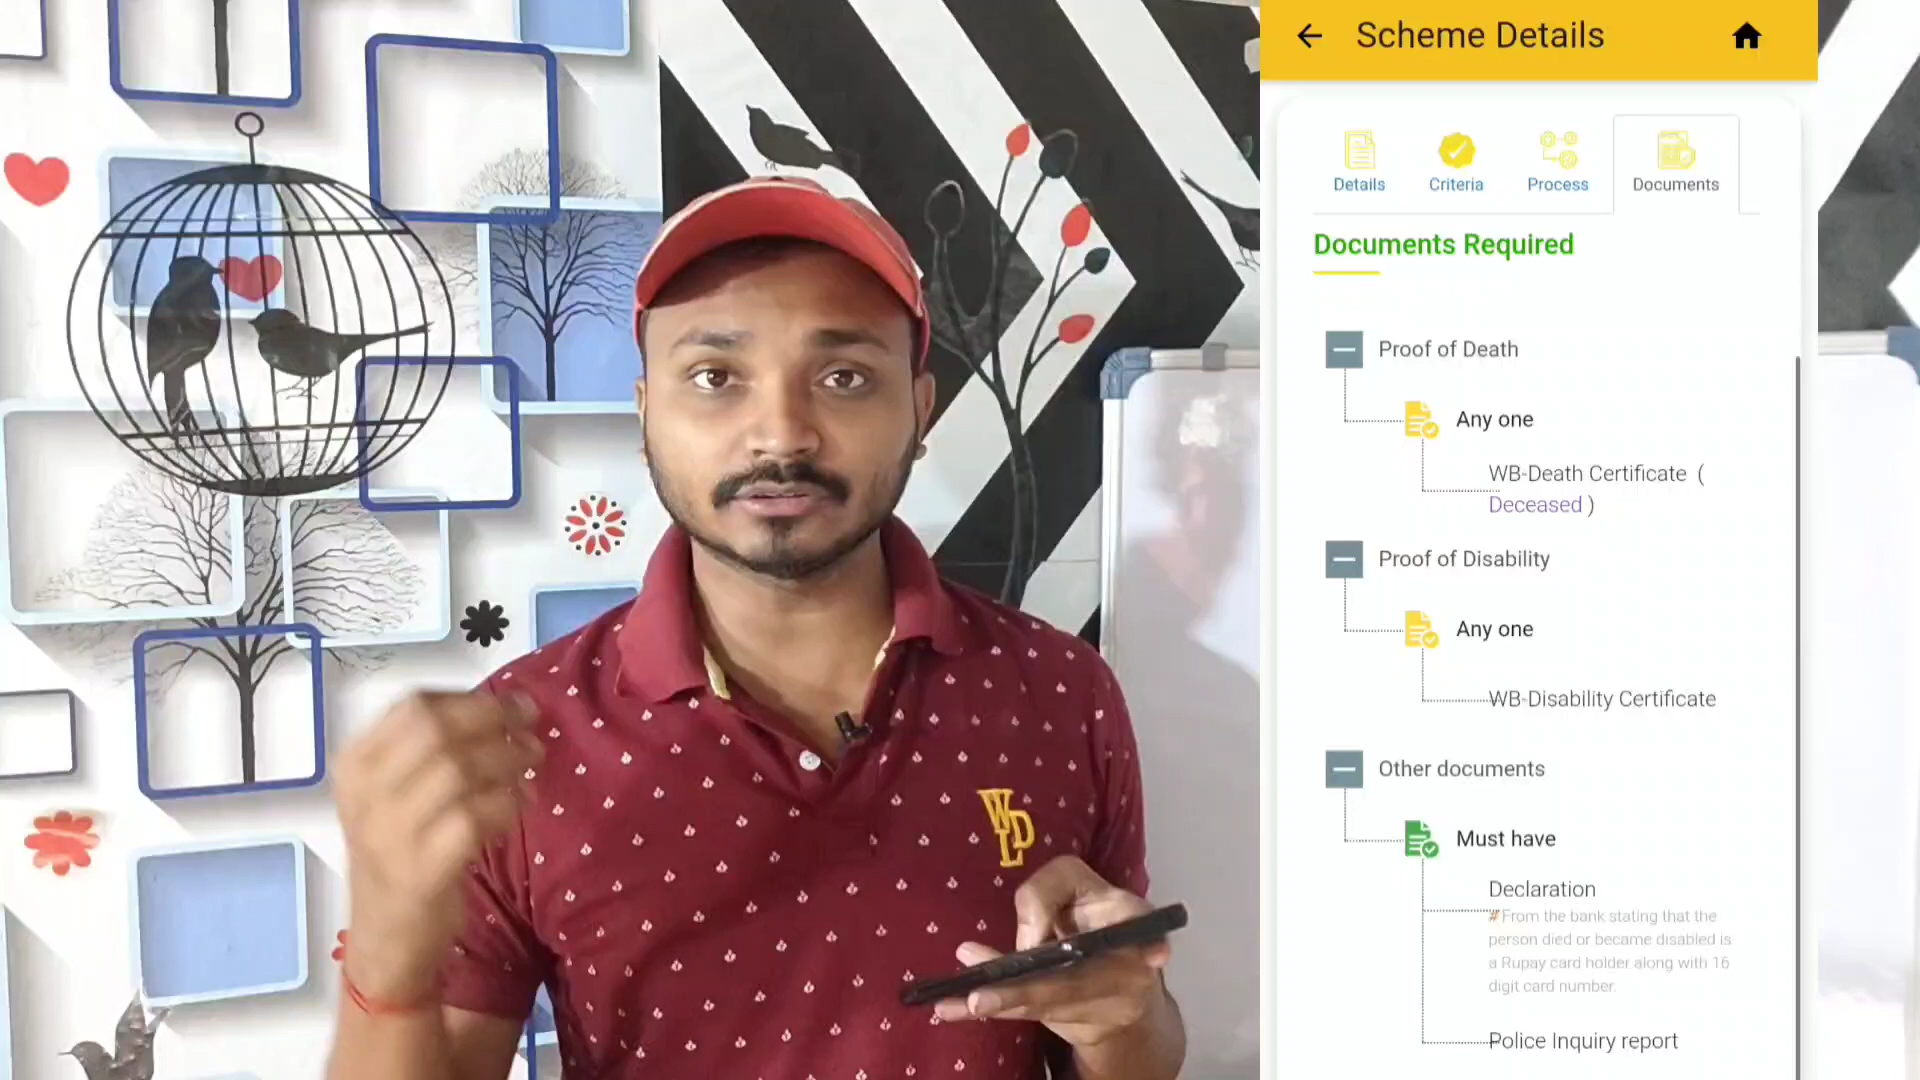 Scheme Details
Details
Criteria
Process
Documents
Documents Required
Proof of Death
Any one
WB-Death Certificate (
Deceased )
Proof of Disability
Any one
WB-Disability Certificate
Other documents
Must have
Declaration
#From the bank stating that the
person died or became disabled is
a Rupay card holder along with 16
digit card number.
Police Inquiry report
WLD